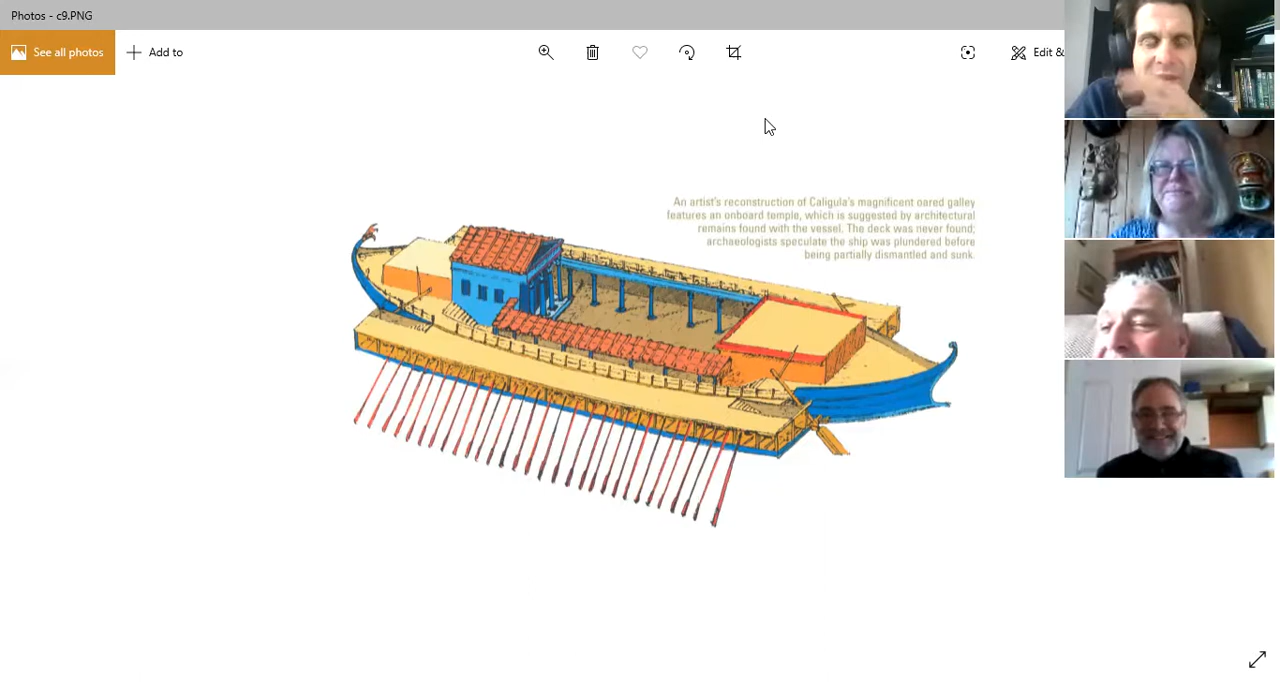 Photos - c9.PNG
See all photos
Add to
Edit &
An artist's reconstruction of Caligula's magnificent oared galley
features an onboard temple, which is suggested by architectural
remains found with the vessel. The deck was never found;
archaeologists speculate the ship was plundered before
being partially dismantled and sunk.